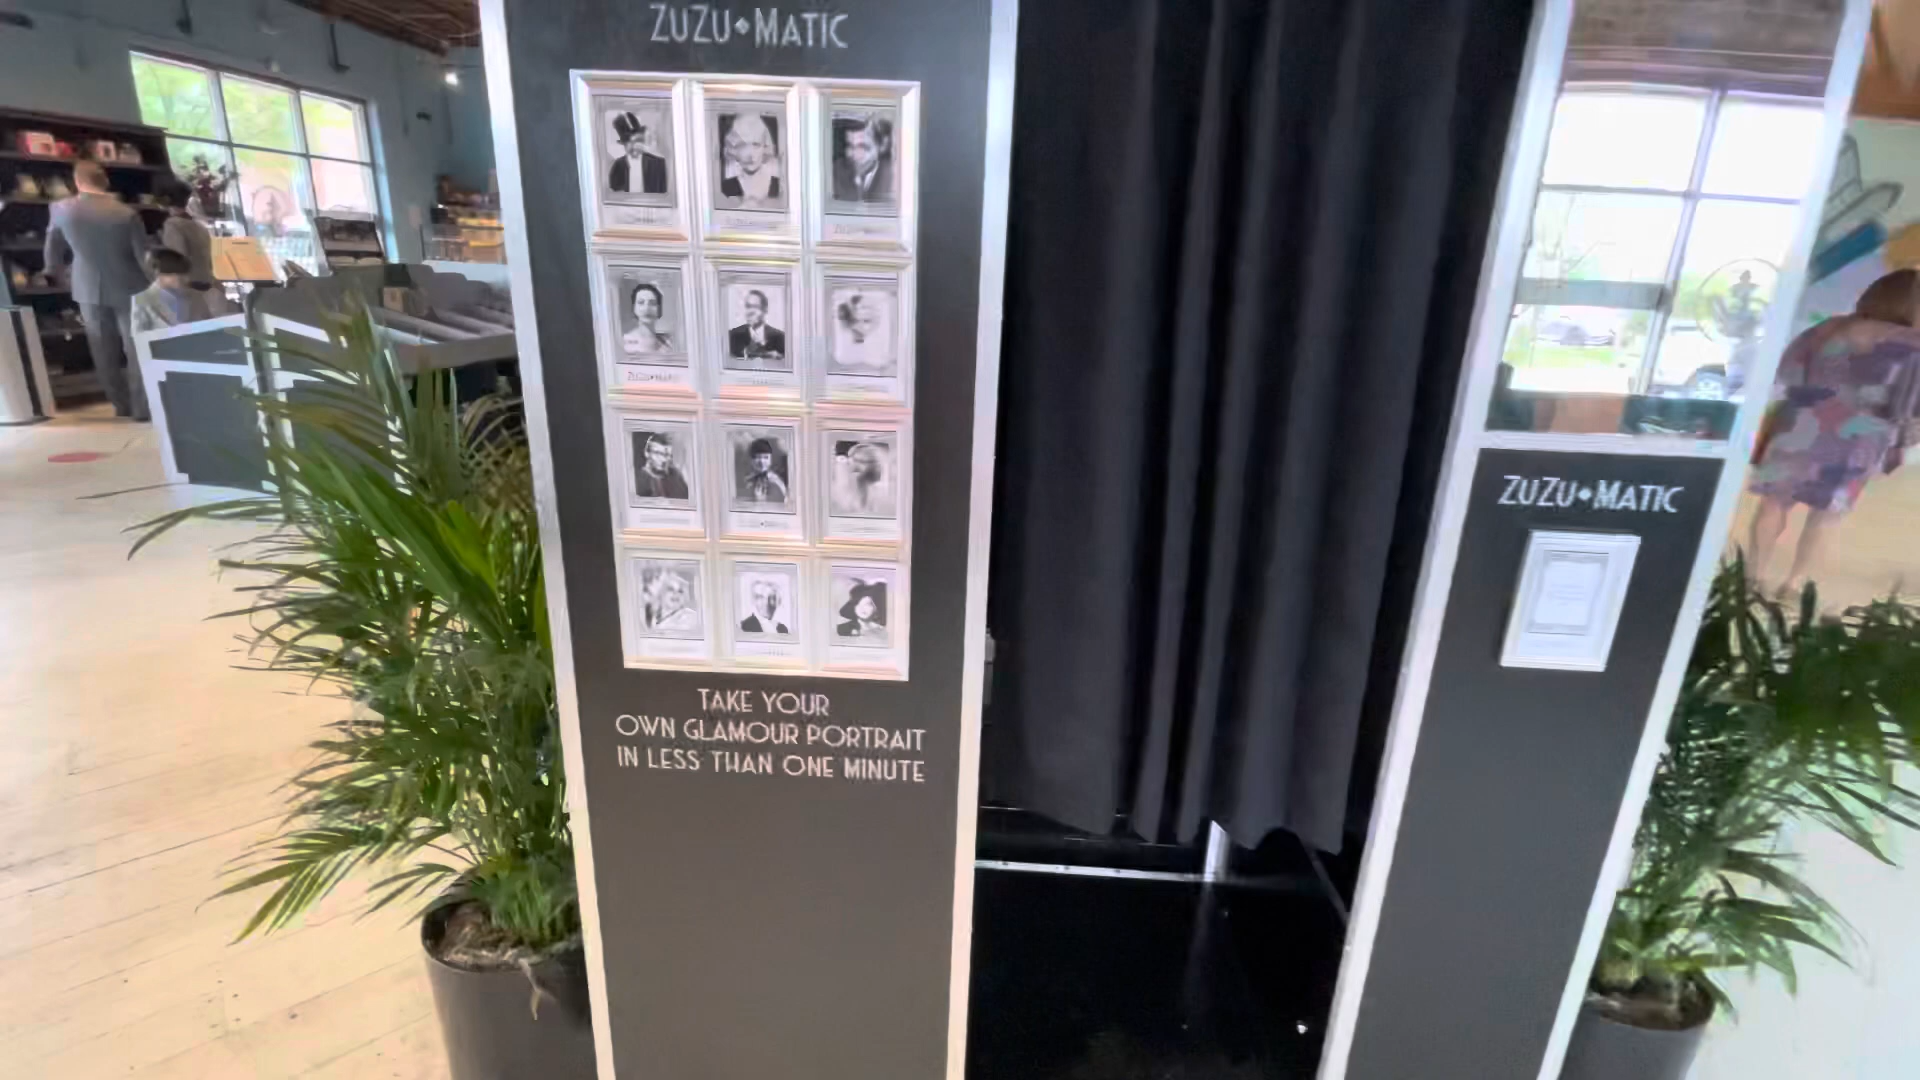 ZUZU◆MATIC
TAKE YOUR
OWN GLAMOUR PORTRAIT
IN LESS THAN ONE MINUTE
ZUZU◆MATIC